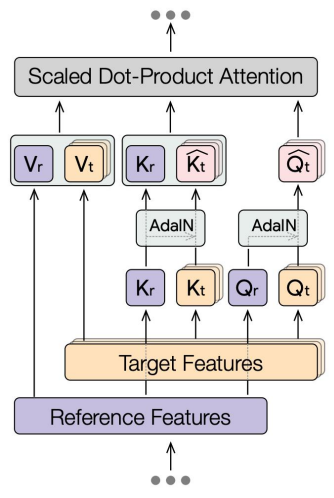 Scaled Dot-Product Attention
Vr Vt Kr K̂t Q̂t
AdaIN AdaIN
Kr Kt Qr Qt
Target Features
Reference Features